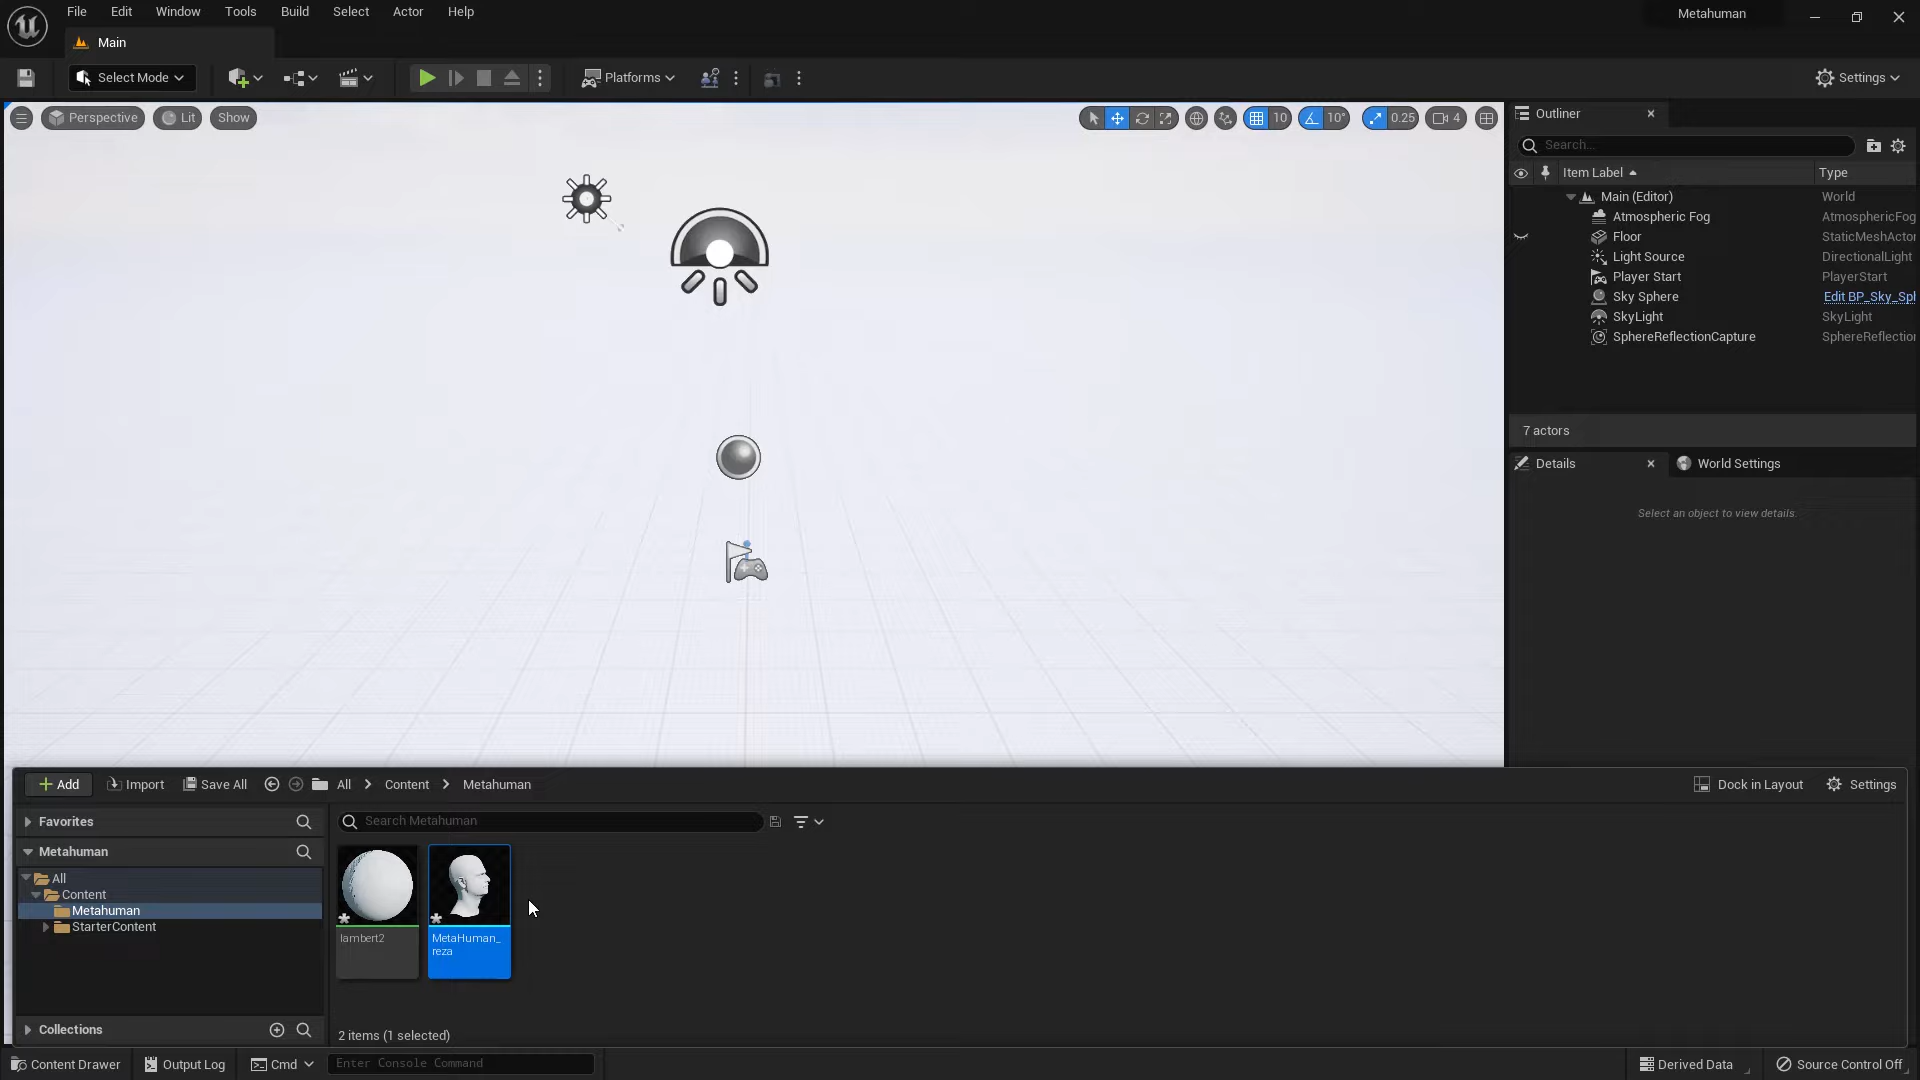 File Edit Window Tools Build Select Actor Help
Metahuman
Main
Select Mode
Platforms
Settings
Perspective Lit Show
10 10° 0.25 4
Outliner
Search...
Item Label Type
Main (Editor) World
Atmospheric Fog AtmosphericFog
Floor StaticMeshActor
Light Source DirectionalLight
Player Start PlayerStart
Sky Sphere Edit BP_Sky_Sph
SkyLight SkyLight
SphereReflectionCapture SphereReflection
7 actors
Details World Settings
Select an object to view details.
Add Import Save All All Content Metahuman Dock in Layout Settings
Favorites
Search Metahuman
Metahuman
All
Content
Metahuman
StarterContent
lambert2
MetaHuman_
reza
Collections
2 items (1 selected)
Content Drawer Output Log Cmd Enter Console Command Derived Data Source Control Off